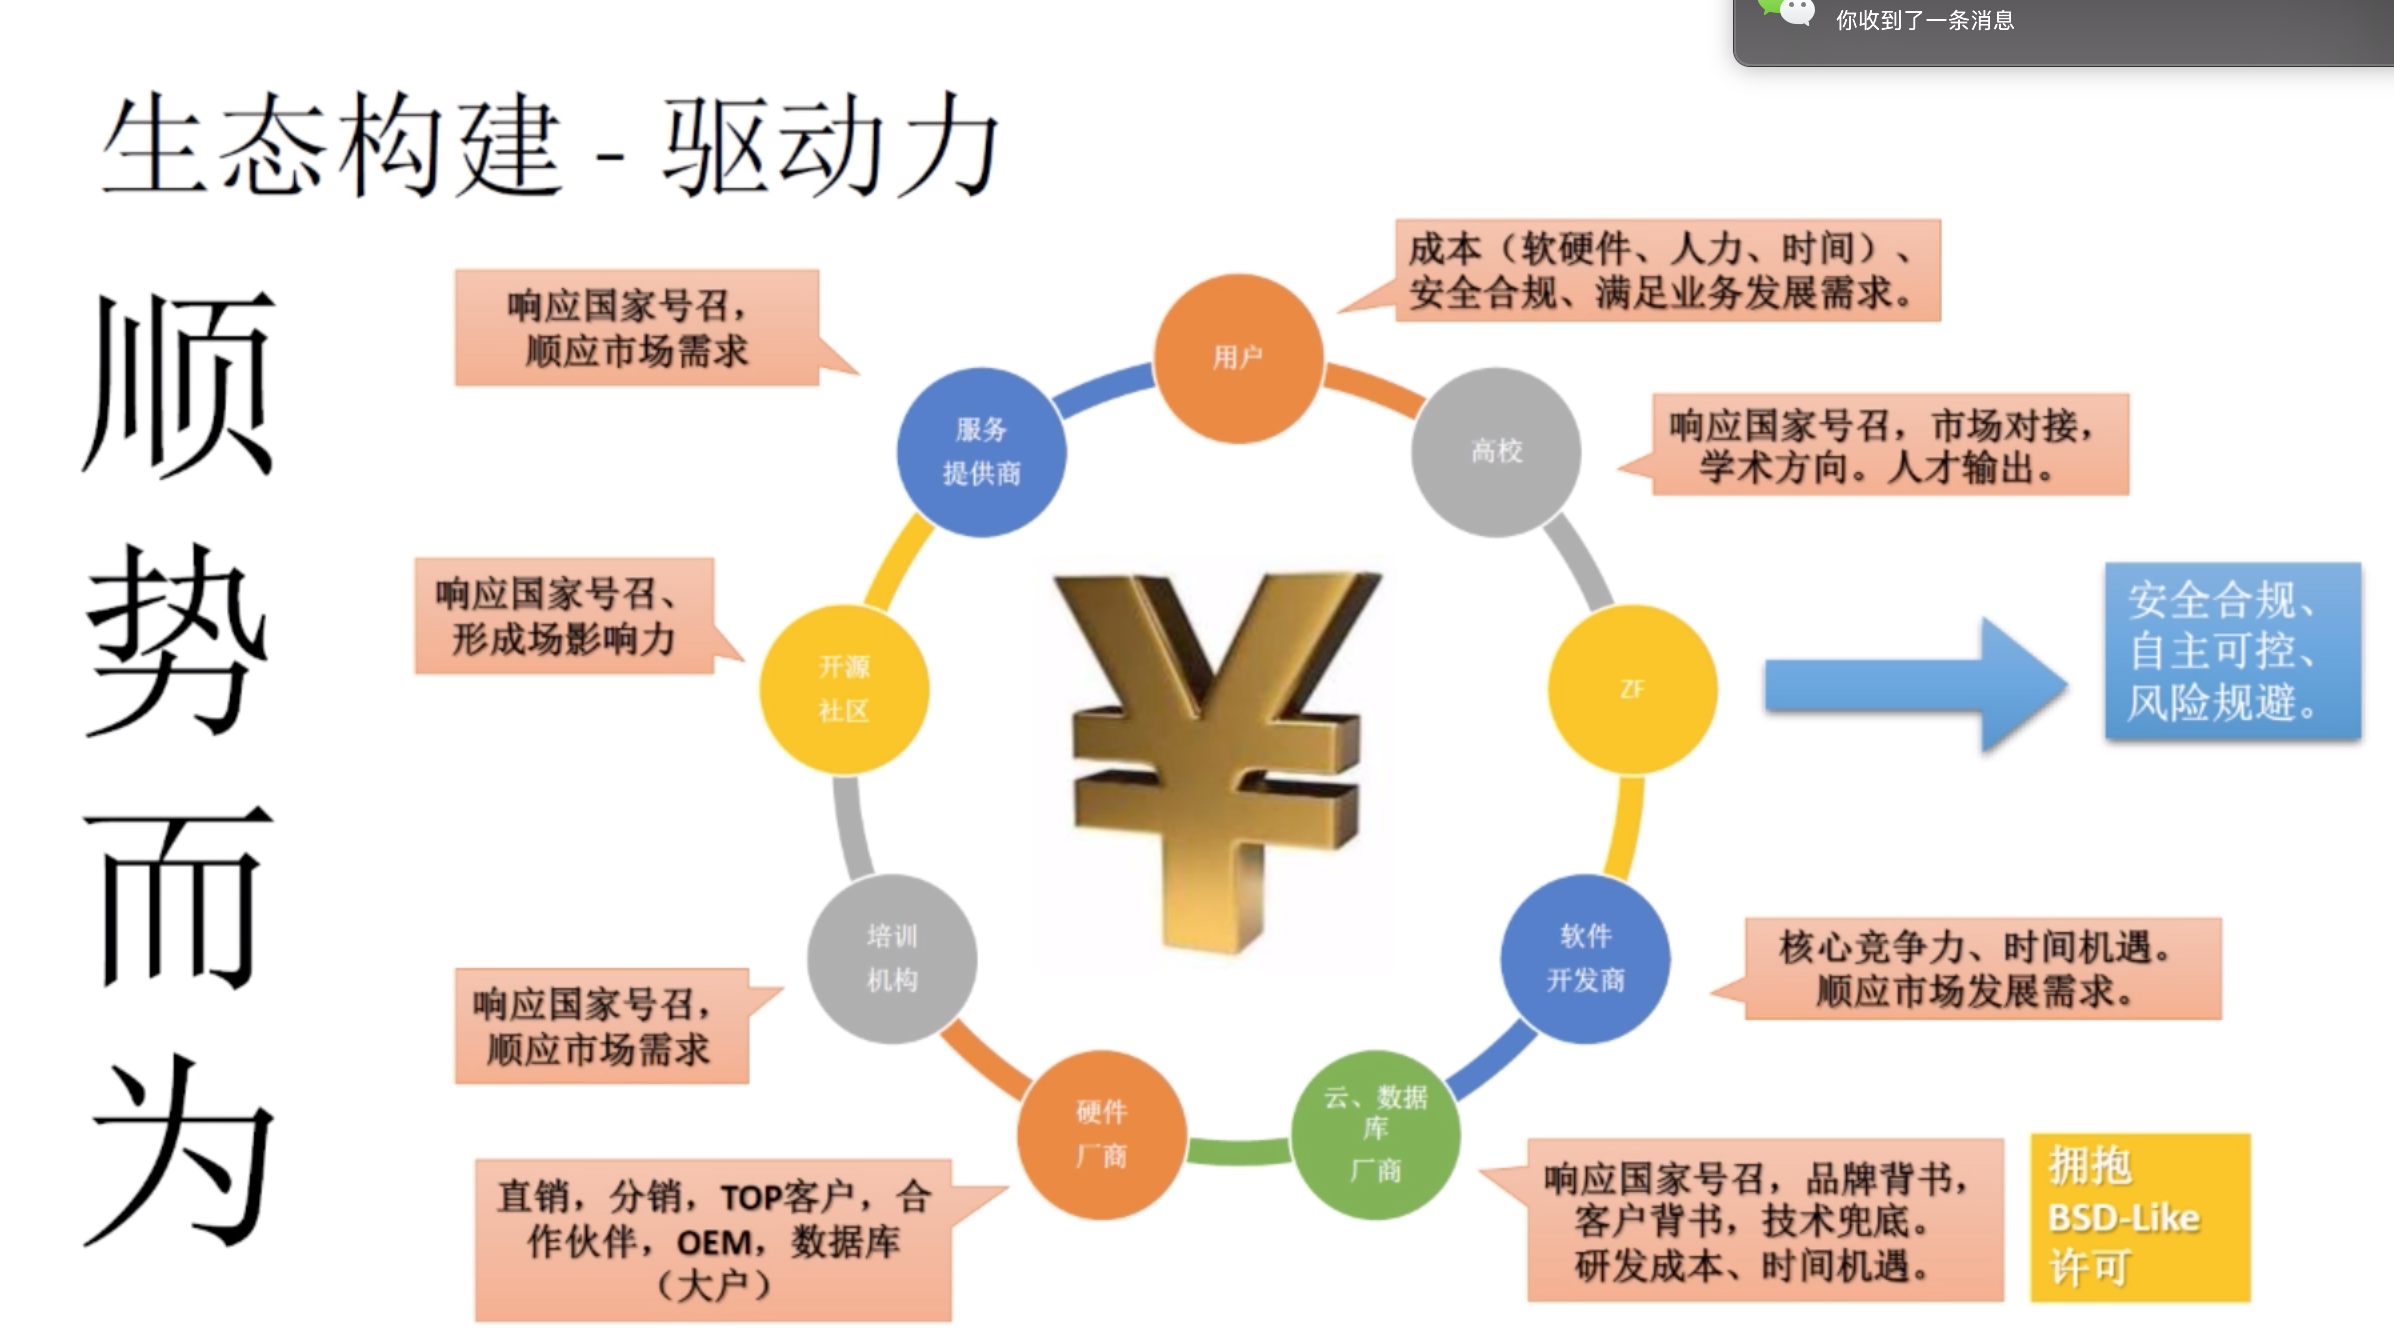 你收到了一条消息
生态构建 - 驱动力
顺
势
而
为
成本（软硬件、人力、时间）、
安全合规、满足业务发展需求。
响应国家号召，
顺应市场需求
用户
服务
提供商
高校
响应国家号召，市场对接，
学术方向。人才输出。
响应国家号召、
形成场影响力
开源
社区
ZF
安全合规、
自主可控、
风险规避。
培训
机构
软件
开发商
核心竞争力、时间机遇。
顺应市场发展需求。
响应国家号召，
顺应市场需求
硬件
厂商
云、数据
库
厂商
直销，分销，TOP客户，合
作伙伴，OEM，数据库
（大户）
响应国家号召，品牌背书，
客户背书，技术兜底。
研发成本、时间机遇。
拥抱
BSD-Like
许可